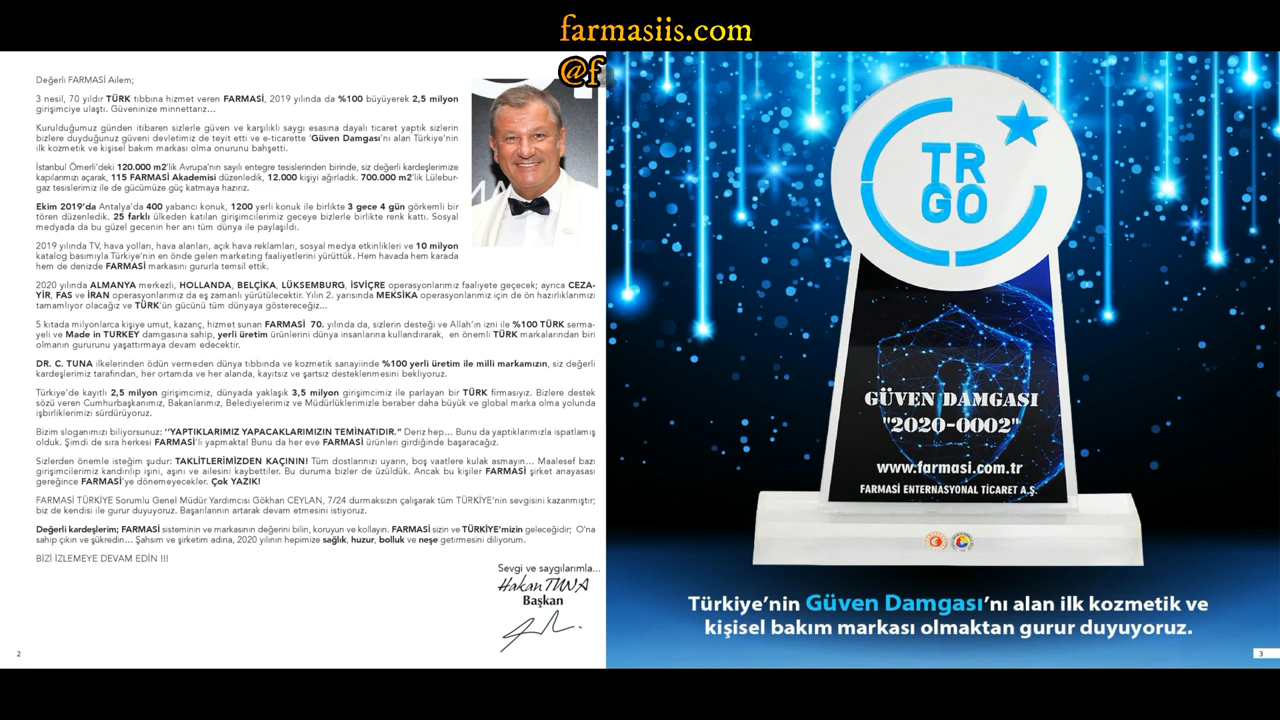 farmasiis.com
@f
Değerli FARMASİ Ailem;
3 nesil, 70 yıldır TÜRK tıbbına hizmet veren FARMASİ, 2019 yılında da %100 büyüyerek 2,5 milyon
girişimciye ulaştı. Güveninize minnettarız...
Kurulduğumuz günden itibaren sizlerle güven ve karşılıklı saygı esasına dayalı ticaret yaptık sizlerin
bizlere duyduğunuz güveni devletimiz de teyit etti ve e-ticarette 'Güven Damgası'nı alan Türkiye'nin
ilk kozmetik ve kişisel bakım markası olma onurunu bahşetti.
İstanbul Ömerli'deki 120.000 m2'lik Avrupa'nın sayılı entegre tesislerinden birinde, siz değerli kardeşlerimize
kapılarımızı açarak, 115 FARMASİ Akademisi düzenledik, 12.000 kişiyi ağırladık. 700.000 m2'lik Lülebur-
gaz tesislerimiz ile de gücümüze güç katmaya hazırız.
Ekim 2019'da Antalya'da 400 yabancı konuk, 1200 yerli konuk ile birlikte 3 gece 4 gün görkemli bir
tören düzenledik. 25 farklı ülkeden katılan girişimcilerimiz geceye bizlerle birlikte renk kattı. Sosyal
medyada da bu güzel gecenin her anı tüm dünya ile paylaşıldı.
2019 yılında TV, hava yolları, hava alanları, açık hava reklamları, sosyal medya etkinlikleri ve 10 milyon
katalog basımıyla Türkiye'nin en önde gelen marketing faaliyetlerini yürüttük. Hem havada hem karada
hem de denizde FARMASİ markasını gururla temsil ettik.
2020 yılında ALMANYA merkezli, HOLLANDA, BELÇİKA, LÜKSEMBURG, İSVİÇRE operasyonlarımız faaliyete geçecek; ayrıca CEZA-
YİR, FAS ve İRAN operasyonlarımız da eş zamanlı yürütülecektir. Yılın 2. yarısında MEKSİKA operasyonlarımız için de ön hazırlıklarımızı
tamamlıyor olacağız ve TÜRK'ün gücünü tüm dünyaya göstereceğiz...
5 kıtada milyonlarca kişiye umut, kazanç, hizmet sunan FARMASİ 70. yılında da, sizlerin desteği ve Allah'ın izni ile %100 TÜRK serma-
yeli ve Made in TURKEY damgasına sahip, yerli üretim ürünlerini dünya insanlarına kullandırarak, en önemli TÜRK markalarından biri
olmanın gururunu yaşattırmaya devam edecektir.
DR. C. TUNA ilkelerinden ödün vermeden dünya tıbbında ve kozmetik sanayiinde %100 yerli üretim ile milli markamızın, siz değerli
kardeşlerimiz tarafından, her ortamda ve her alanda, kayıtsız ve şartsız desteklenmesini bekliyoruz.
Türkiye'de kayıtlı 2,5 milyon girişimcimiz, dünyada yaklaşık 3,5 milyon girişimcimiz ile parlayan bir TÜRK firmasıyız. Bizlere destek
sözü veren Cumhurbaşkanımız, Bakanlarımız, Belediyelerimiz ve Müdürlüklerimizle beraber daha büyük ve global marka olma yolunda
işbirliklerimizi sürdürüyoruz.
Bizim sloganımızı biliyorsunuz: ''YAPTIKLARIMIZ YAPACAKLARIMIZIN TEMİNATIDIR.'' Deriz hep... Bunu da yaptıklarımızla ispatlamış
olduk. Şimdi de sıra herkesi FARMASİ'li yapmakta! Bunu da her eve FARMASİ ürünleri girdiğinde başaracağız.
Sizlerden önemle isteğim şudur: TAKLİTLERİMİZDEN KAÇININ! Tüm dostlarınızı uyarın, boş vaatlere kulak asmayın... Maalesef bazı
girişimcilerimiz kandırılıp işini, aşını ve ailesini kaybettiler. Bu duruma bizler de üzüldük. Ancak bu kişiler FARMASİ şirket anayasası
gereğince FARMASİ'ye dönemeyecekler. Çok YAZIK!
FARMASİ TÜRKİYE Sorumlu Genel Müdür Yardımcısı Gökhan CEYLAN, 7/24 durmaksızın çalışarak tüm TÜRKİYE'nin sevgisini kazanmıştır;
biz de kendisi ile gurur duyuyoruz. Başarılarının artarak devam etmesini istiyoruz.
Değerli kardeşlerim; FARMASİ sisteminin ve markasının değerini bilin, koruyun ve kollayın. FARMASİ sizin ve TÜRKİYE'mizin geleceğidir; O'na
sahip çıkın ve şükredin... Şahsım ve şirketim adına, 2020 yılının hepimize sağlık, huzur, bolluk ve neşe getirmesini diliyorum.
BİZİ İZLEMEYE DEVAM EDİN !!!
Sevgi ve saygılarımla...
Hakan TUNA
Başkan
2
TR
GO
GÜVEN DAMGASI
"2020-0002"
www.farmasi.com.tr
FARMASİ ENTERNASYONAL TİCARET A.Ş.
Türkiye'nin Güven Damgası'nı alan ilk kozmetik ve
kişisel bakım markası olmaktan gurur duyuyoruz.
3